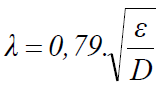 λ = 0,79.√(ε/D)